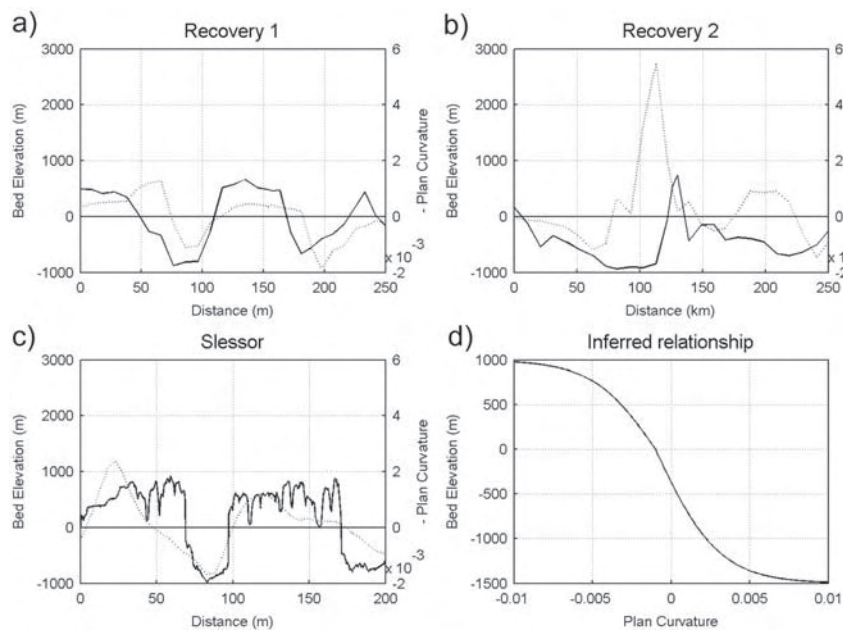 a)
Recovery 1
3000
2000
1000
0
-1000
Bed Elevation (m)
6
4
2
0
-2
- Plan Curvature
x 10
-3
0
50
100
150
200
250
Distance (m)
b)
Recovery 2
3000
2000
1000
0
-1000
Bed Elevation (m)
6
4
2
0
-2
x 1
0
50
100
150
200
250
Distance (km)
c)
Slessor
3000
2000
1000
0
-1000
Bed Elevation (m)
6
4
2
0
-2
- Plan Curvature
x 10
-3
0
50
100
150
200
Distance (m)
d)
Inferred relationship
1000
500
0
-500
-1000
-1500
Bed Elevation (m)
-0.01
-0.005
0
0.005
0.01
Plan Curvature